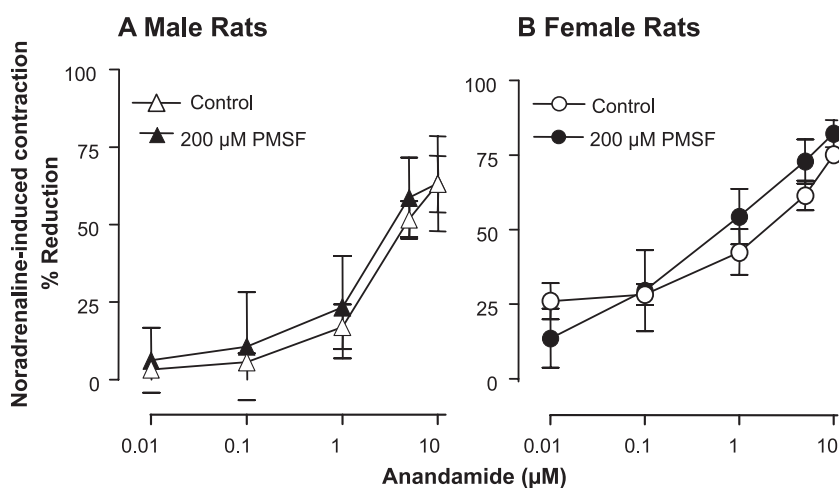 A Male Rats
B Female Rats
Noradrenaline-induced contraction
% Reduction
100
75
50
25
0
Control
200 µM PMSF
0.01
0.1
1
10
100
75
50
25
0
Control
200 µM PMSF
0.01
0.1
1
10
Anandamide (µM)